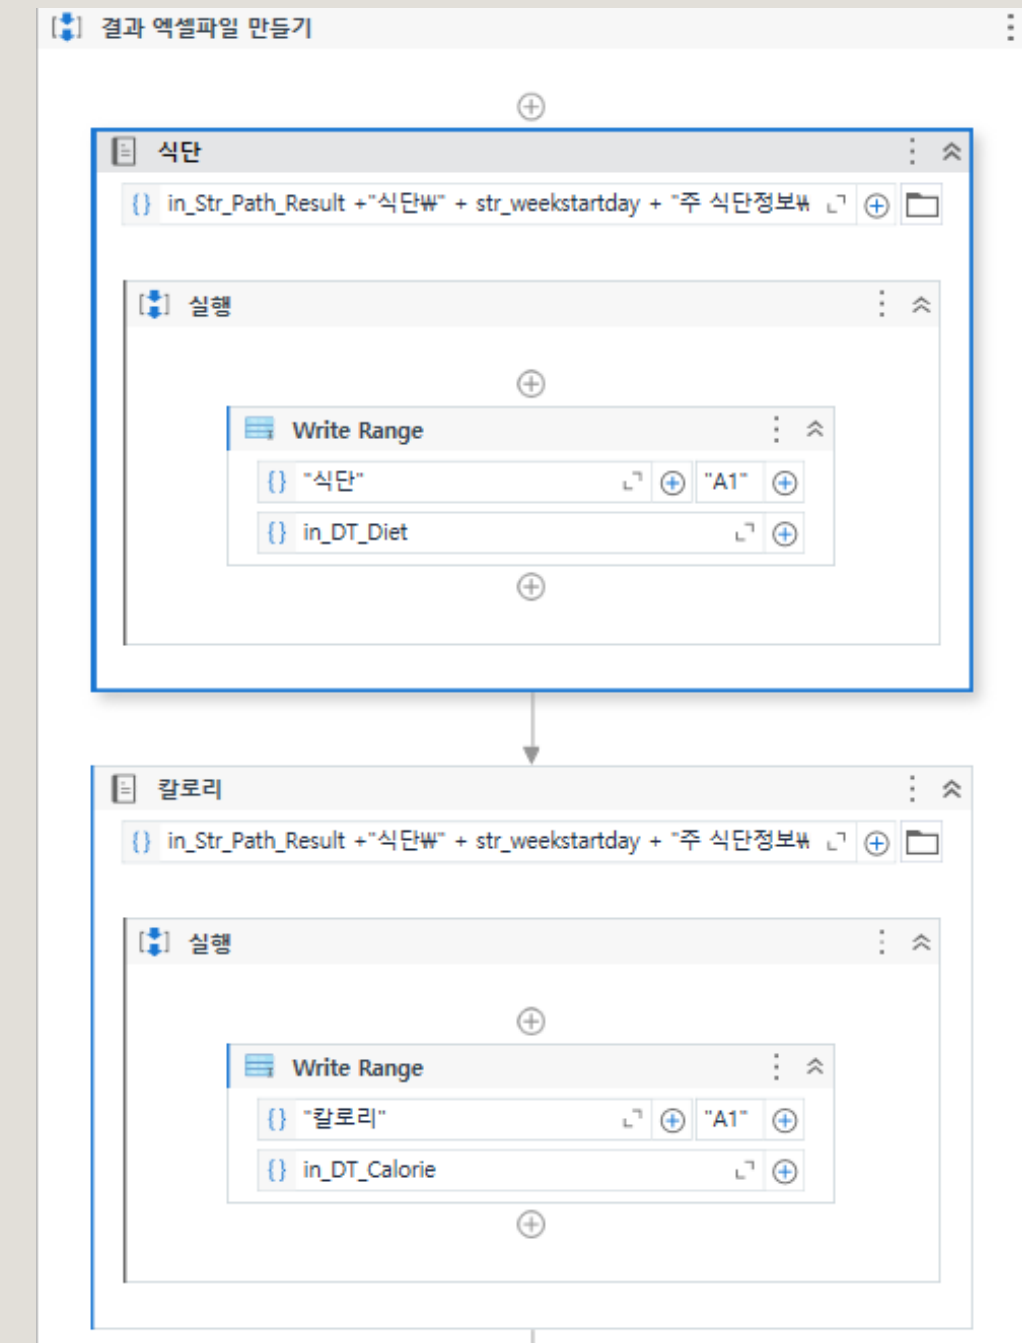 결과 엑셀파일 만들기
식단
in_Str_Path_Result +"식단₩" + str_weekstartday + "주 식단정보₩
실행
Write Range
"식단" "A1"
in_DT_Diet
칼로리
in_Str_Path_Result +"식단₩" + str_weekstartday + "주 식단정보₩
실행
Write Range
"칼로리" "A1"
in_DT_Calorie